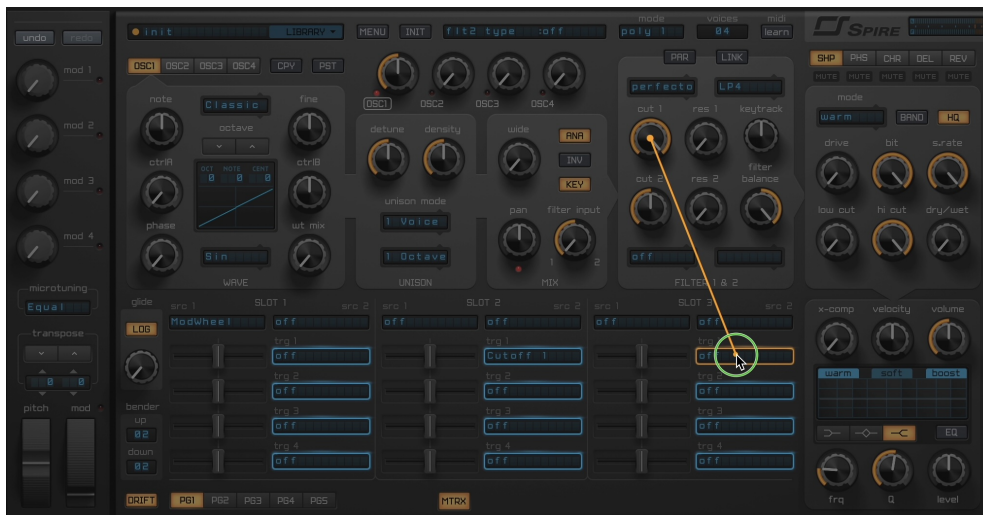 undo redo
init LIBRARY MENU INIT flt2 type :off
mode voices midi
poly 1 04 learn
SPIRE
mod 1
mod 2
mod 3
mod 4
microtuning
Equal
transpose
0 0
pitch mod
OSC1 OSC2 OSC3 OSC4 CPY PST
note Classic fine
octave
ctrlA ctrlB
OCT NOTE CENT
0 0 0
phase wt mix
Sin
WAVE
OSC1 OSC2 OSC3 OSC4
detune density
unison mode
1 Voice
1 Octave
UNISON
wide ANA
INV
KEY
pan filter input
1 2
MIX
PAR LINK
perfecto LP4
cut 1 res 1 keytrack
cut 2 res 2 filter
balance
off
FILTER 1 & 2
SHP PHS CHR DEL REV
MUTE MUTE MUTE MUTE MUTE
mode
warm BAND HQ
drive bit s.rate
low cut hi cut dry/wet
glide
LOG
bender
up
02
down
02
DRIFT
src 1 SLOT 1 src 2
ModWheel off
trg 1
off
trg 2
off
trg 3
off
trg 4
off
src 1 SLOT 2 src 2
off off
trg 1
Cutoff 1
trg 2
off
trg 3
off
trg 4
off
src 1 SLOT 3 src 2
off off
trg 2
off
trg 3
off
trg 4
off
PG1 PG2 PG3 PG4 PG5 MTRX
x-comp velocity volume
warm soft boost
EQ
frq Q level